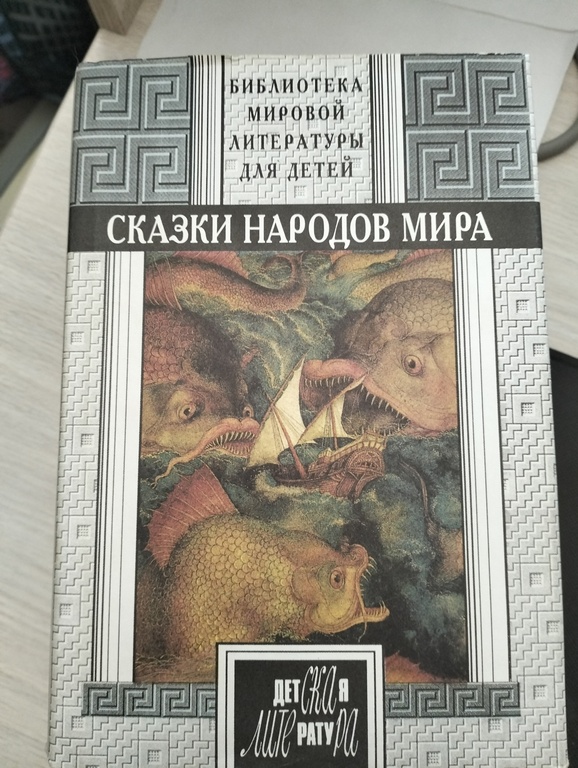 БИБЛИОТЕКА
МИРОВОЙ
ЛИТЕРАТУРЫ
ДЛЯ ДЕТЕЙ
СКАЗКИ НАРОДОВ МИРА
ДЕТСКАЯ
ЛИТЕРАТУРА